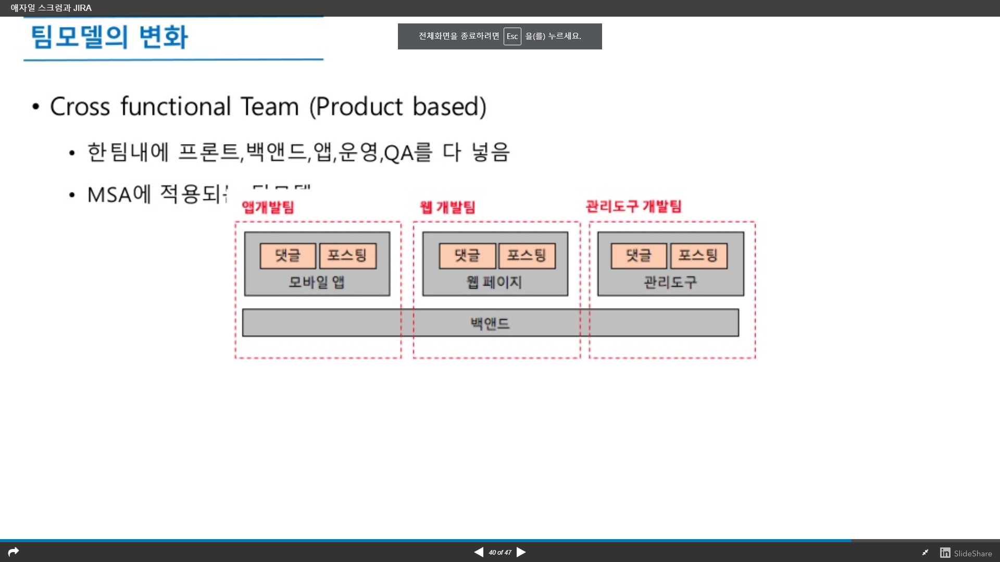 애자일 스크럼과 JIRA
팀모델의 변화
전체화면을 종료하려면 Esc 을(를) 누르세요.
• Cross functional Team (Product based)
• 한팀내에 프론트,백앤드,앱,운영,QA를 다 넣음
• MSA에
앱개발팀 웹 개발팀 관리도구 개발팀
댓글 포스팅 댓글 포스팅 댓글 포스팅
모바일 앱 웹 페이지 관리도구
백앤드
40 of 47
in SlideShare